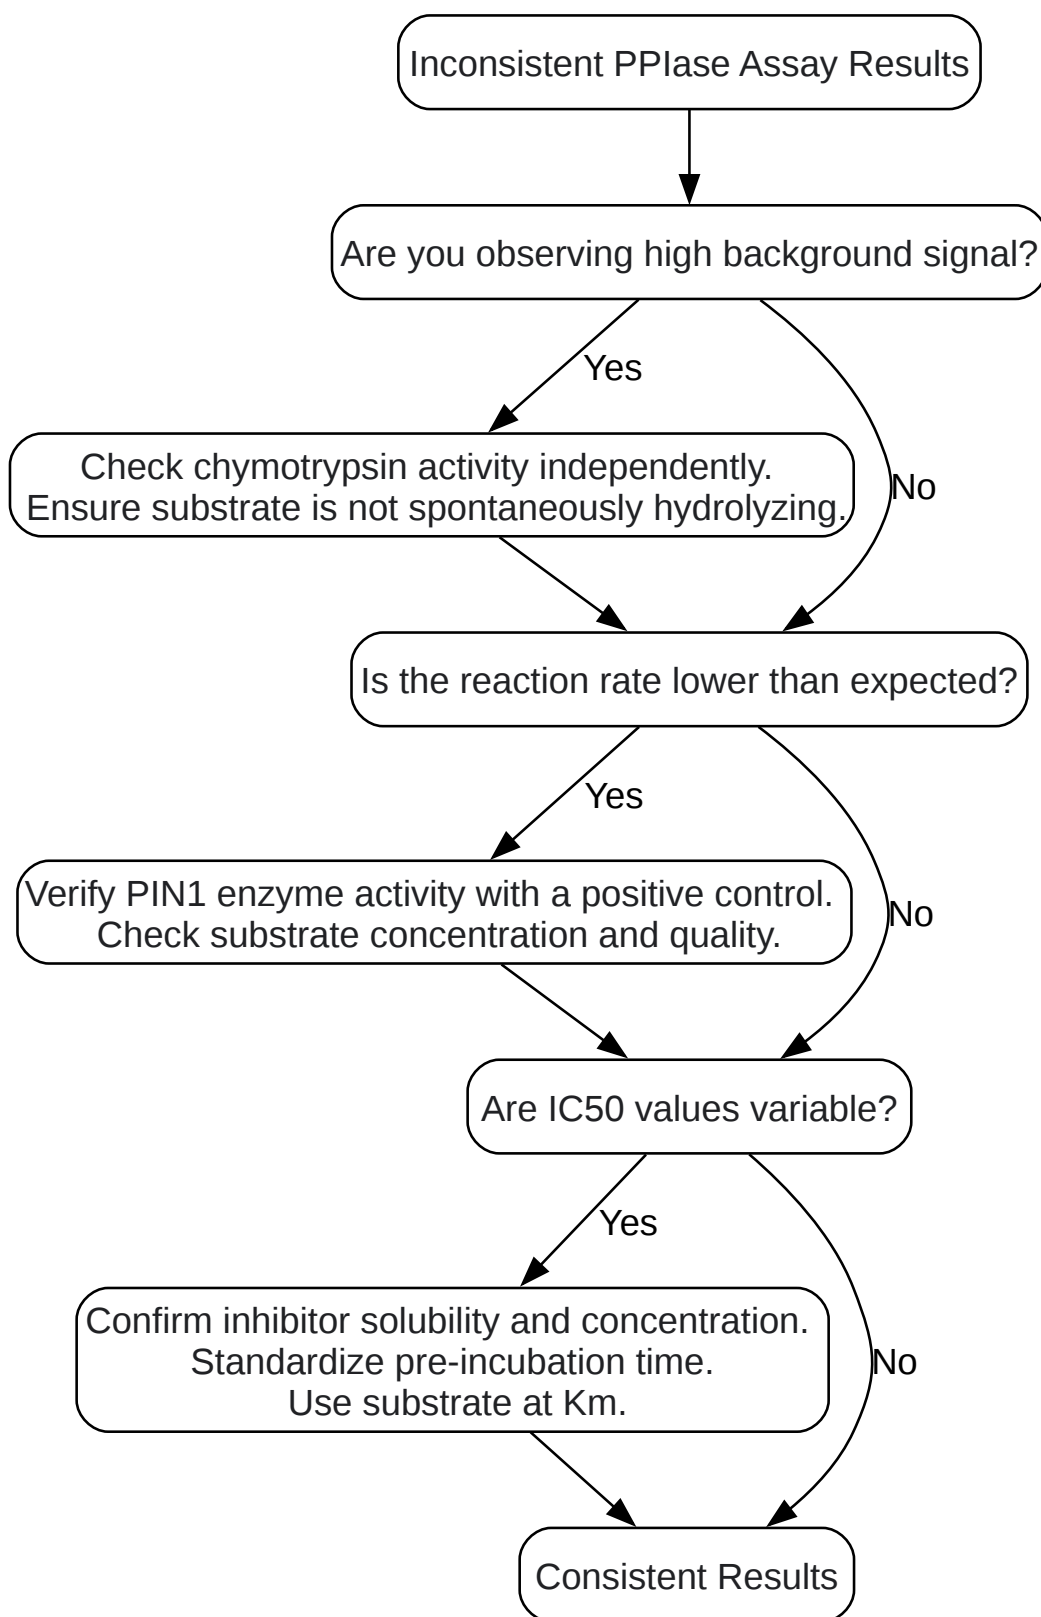 Inconsistent PPIase Assay Results
Are you observing high background signal?
Yes
Check chymotrypsin activity independently.
Ensure substrate is not spontaneously hydrolyzing.
No
Is the reaction rate lower than expected?
Yes
Verify PIN1 enzyme activity with a positive control.
Check substrate concentration and quality.
No
Are IC50 values variable?
Yes
Confirm inhibitor solubility and concentration.
Standardize pre-incubation time.
Use substrate at Km.
No
Consistent Results